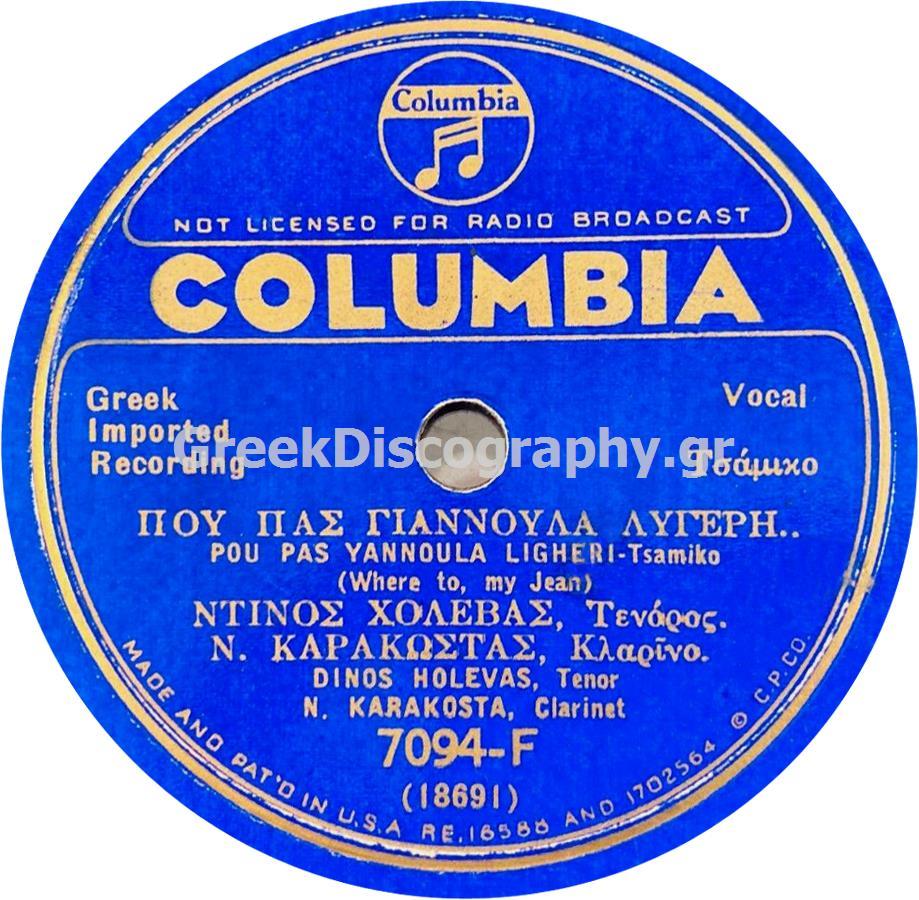 Columbia
NOT LICENSED FOR RADIO BROADCAST
COLUMBIA
Greek
Imported
Recording
Vocal
Τσάμικο
GreekDiscography.gr
ΠΟΥ ΠΑΣ ΓΙΑΝΝΟΥΛΑ ΛΥΓΕΡΗ..
POU PAS YANNOULA LIGHERI-Tsamiko
(Where to, my Jean)
ΝΤΙΝΟΣ ΧΟΛΕΒΑΣ, Τενόρος.
Ν. ΚΑΡΑΚΩΣΤΑΣ, Κλαρῖνο.
DINOS HOLEVAS, Tenor
N. KARAKOSTA, Clarinet
7094-F
(18691)
MADE AND PAT'D IN U.S.A RE.16588 AND 1702564 © C.P.CO.